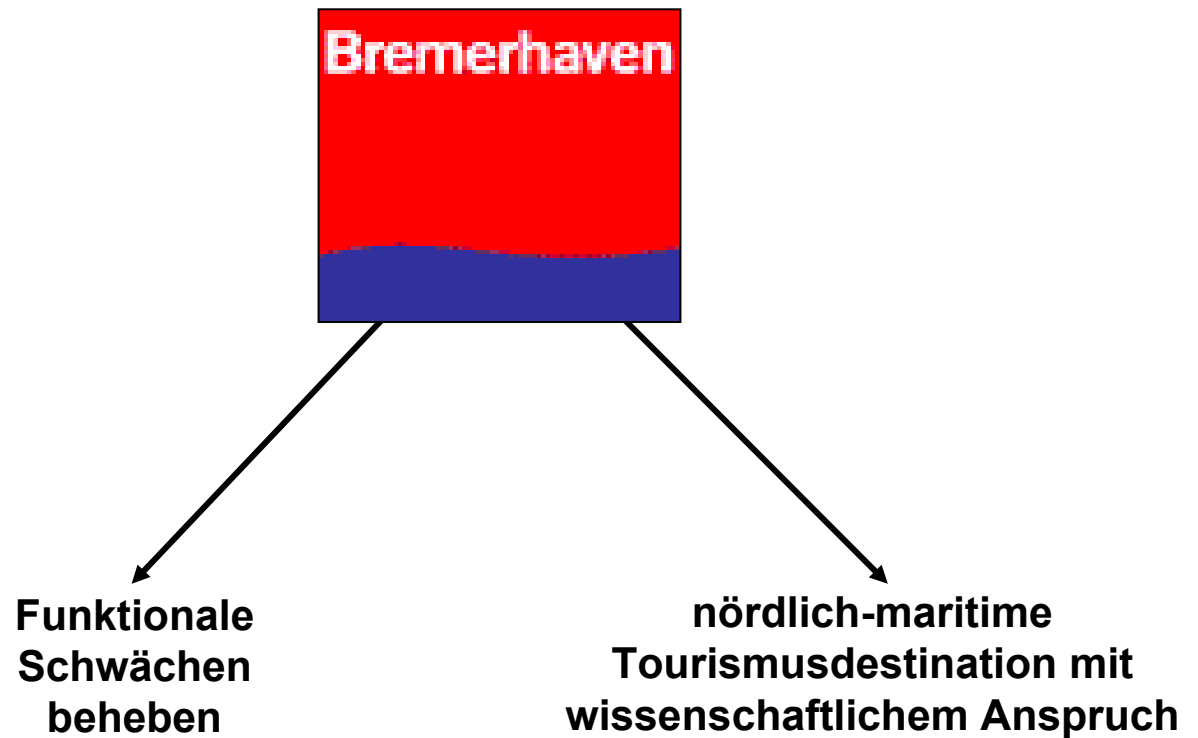 Bremerhaven
Funktionale
Schwächen
beheben
nördlich-maritime
Tourismusdestination mit
wissenschaftlichem Anspruch